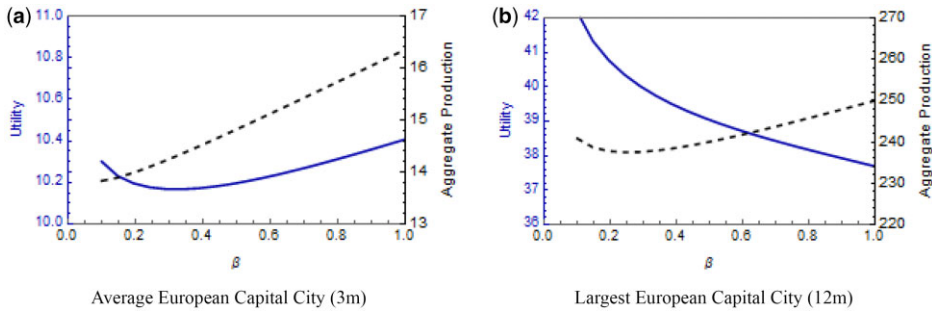 (a)
Utility
11.0
10.8
10.6
10.4
10.2
10.0
0.0 0.2 0.4 0.6 0.8 1.0
β
17
16
15
14
13
Aggregate Production
Average European Capital City (3m)
(b)
Utility
42
41
40
39
38
37
36
0.0 0.2 0.4 0.6 0.8 1.0
β
270
260
250
240
230
220
Aggregate Production
Largest European Capital City (12m)